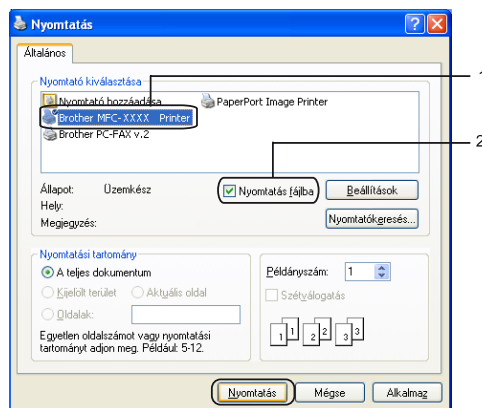 Nyomtatás
Általános
Nyomtató kiválasztása
1
Nyomtató hozzáadása
PaperPort Image Printer
Brother MFC-XXXX Printer
Brother PC-FAX v.2
2
Állapot: Üzemkész
Nyomtatás fájlba
Beállítások
Hely:
Megjegyzés:
Nyomtatókeresés...
Nyomtatási tartomány
A teljes dokumentum
Példányszám: 1
Kijelölt terület
Aktuális oldal
Szétválogatás
Oldalak:
Egyetlen oldalszámot vagy nyomtatási
tartományt adjon meg. Például: 5-12.
1 1 2 2 3 3
Nyomtatás
Mégse
Alkalmaz